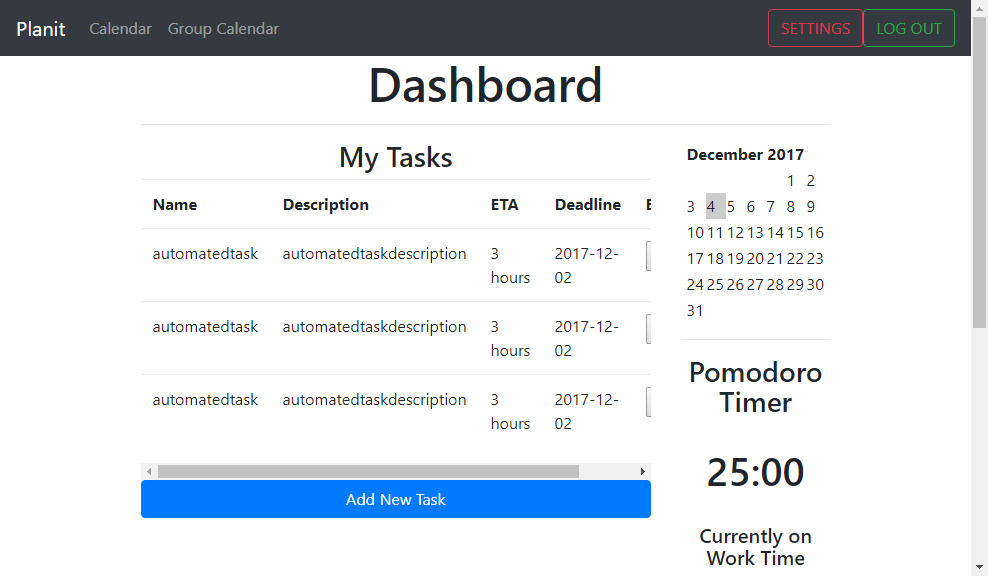 Planit Calendar Group Calendar SETTINGS LOG OUT
Dashboard
My Tasks
Name Description ETA Deadline
automatedtask automatedtaskdescription 3 hours 2017-12-02
automatedtask automatedtaskdescription 3 hours 2017-12-02
automatedtask automatedtaskdescription 3 hours 2017-12-02
Add New Task
December 2017
1 2
3 4 5 6 7 8 9
10 11 12 13 14 15 16
17 18 19 20 21 22 23
24 25 26 27 28 29 30
31
Pomodoro
Timer
25:00
Currently on
Work Time